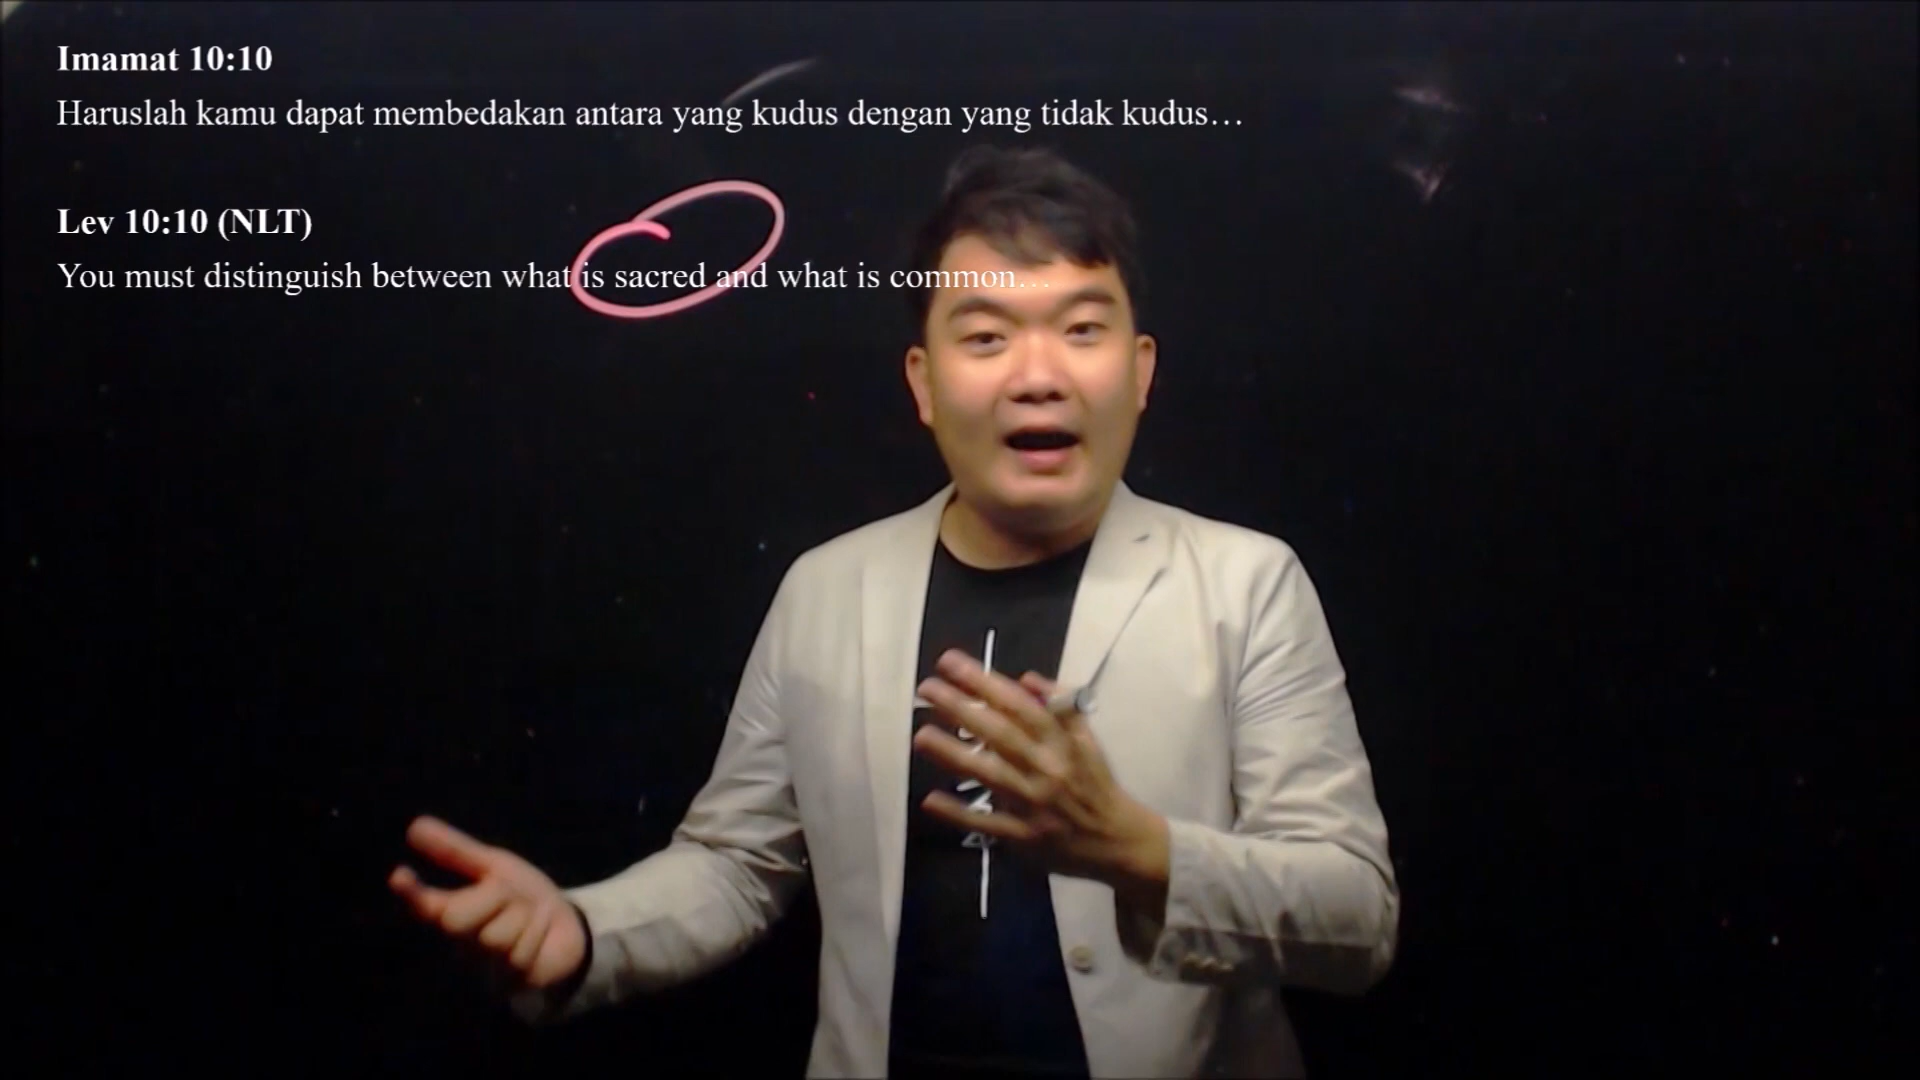 Imamat 10:10
Haruslah kamu dapat membedakan antara yang kudus dengan yang tidak kudus…
Lev 10:10 (NLT)
You must distinguish between what is sacred and what is common…